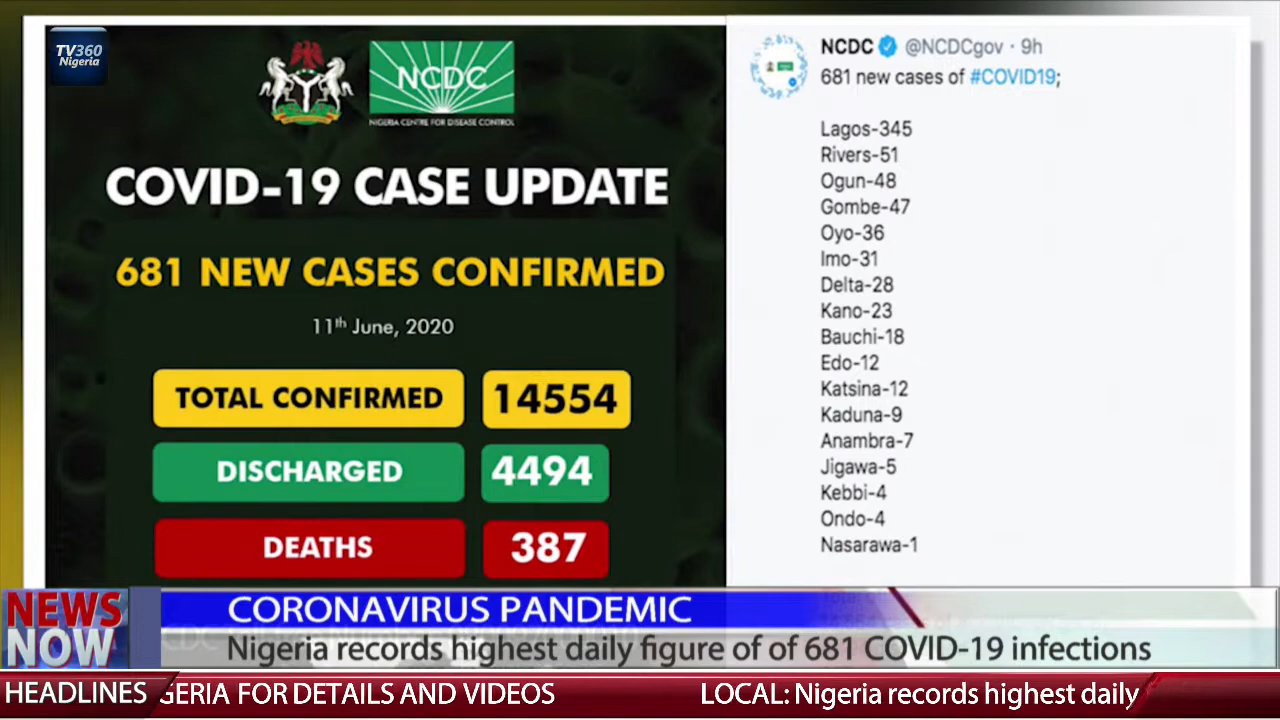 TV360
Nigeria
NCDC
NIGERIA CENTRE FOR DISEASE CONTROL
COVID-19 CASE UPDATE
681 NEW CASES CONFIRMED
11th June, 2020
TOTAL CONFIRMED 14554
DISCHARGED 4494
DEATHS 387
NCDC @NCDCgov · 9h
681 new cases of #COVID19;
Lagos-345
Rivers-51
Ogun-48
Gombe-47
Oyo-36
Imo-31
Delta-28
Kano-23
Bauchi-18
Edo-12
Katsina-12
Kaduna-9
Anambra-7
Jigawa-5
Kebbi-4
Ondo-4
Nasarawa-1
NEWS
NOW
CORONAVIRUS PANDEMIC
Nigeria records highest daily figure of of 681 COVID-19 infections
HEADLINES GERIA FOR DETAILS AND VIDEOS LOCAL: Nigeria records highest daily